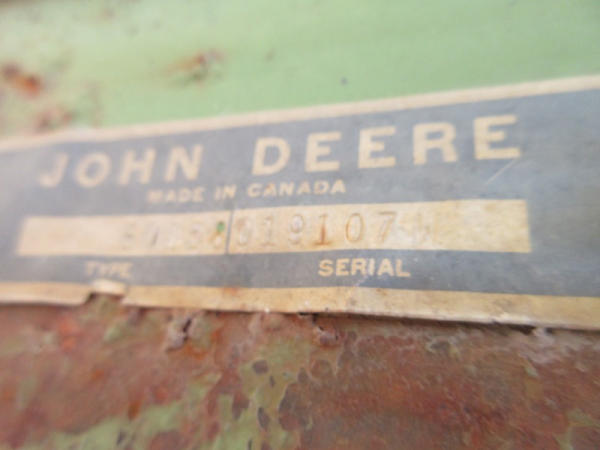 JOHN DEERE
MADE IN CANADA
019107
TYPE SERIAL